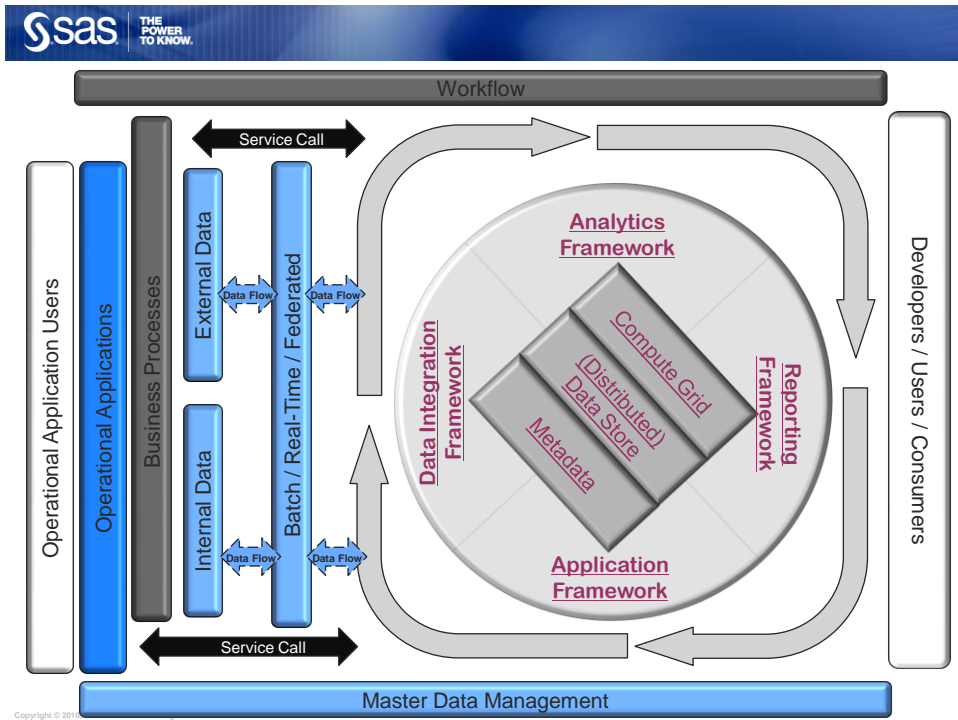 sas
THE
POWER
TO KNOW.
Workflow
Service Call
Operational Application Users
Operational Applications
Business Processes
External Data
Internal Data
Data Flow
Data Flow
Data Flow
Data Flow
Batch / Real-Time / Federated
Service Call
Analytics
Framework
Data Integration
Framework
Compute Grid
(Distributed)
Data Store
Metadata
Reporting
Framework
Application
Framework
Developers / Users / Consumers
Master Data Management
Copyright © 2010